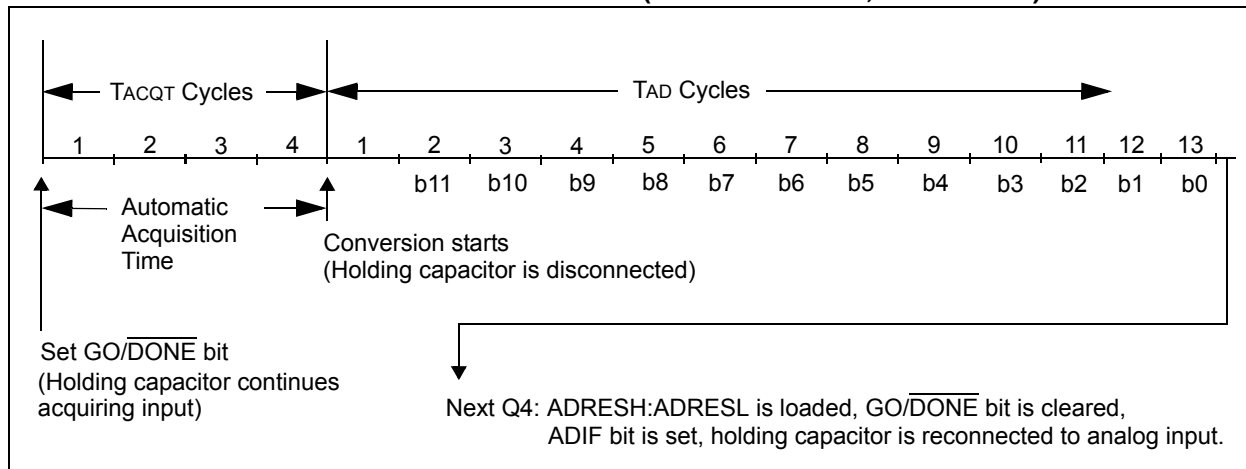 TACQT Cycles TAD Cycles
1 2 3 4 1 2 3 4 5 6 7 8 9 10 11 12 13
b11 b10 b9 b8 b7 b6 b5 b4 b3 b2 b1 b0
Automatic
Acquisition
Time
Conversion starts
(Holding capacitor is disconnected)
Set GO/DONE bit
(Holding capacitor continues
acquiring input)
Next Q4: ADRESH:ADRESL is loaded, GO/DONE bit is cleared,
ADIF bit is set, holding capacitor is reconnected to analog input.